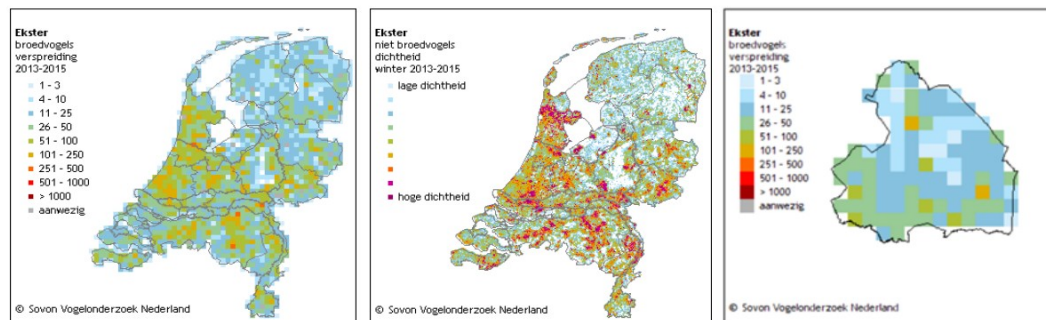 Ekster
broedvogels
verspreiding
2013-2015
1 - 3
4 - 10
11 - 25
26 - 50
51 - 100
101 - 250
251 - 500
501 - 1000
> 1000
aanwezig
© Sovon Vogelonderzoek Nederland
Ekster
niet broedvogels
dichtheid
winter 2013-2015
lage dichtheid
hoge dichtheid
© Sovon Vogelonderzoek Nederland
Ekster
broedvogels
verspreiding
2013-2015
1 - 3
4 - 10
11 - 25
26 - 50
51 - 100
101 - 250
251 - 500
501 - 1000
> 1000
aanwezig
© Sovon Vogelonderzoek Nederland